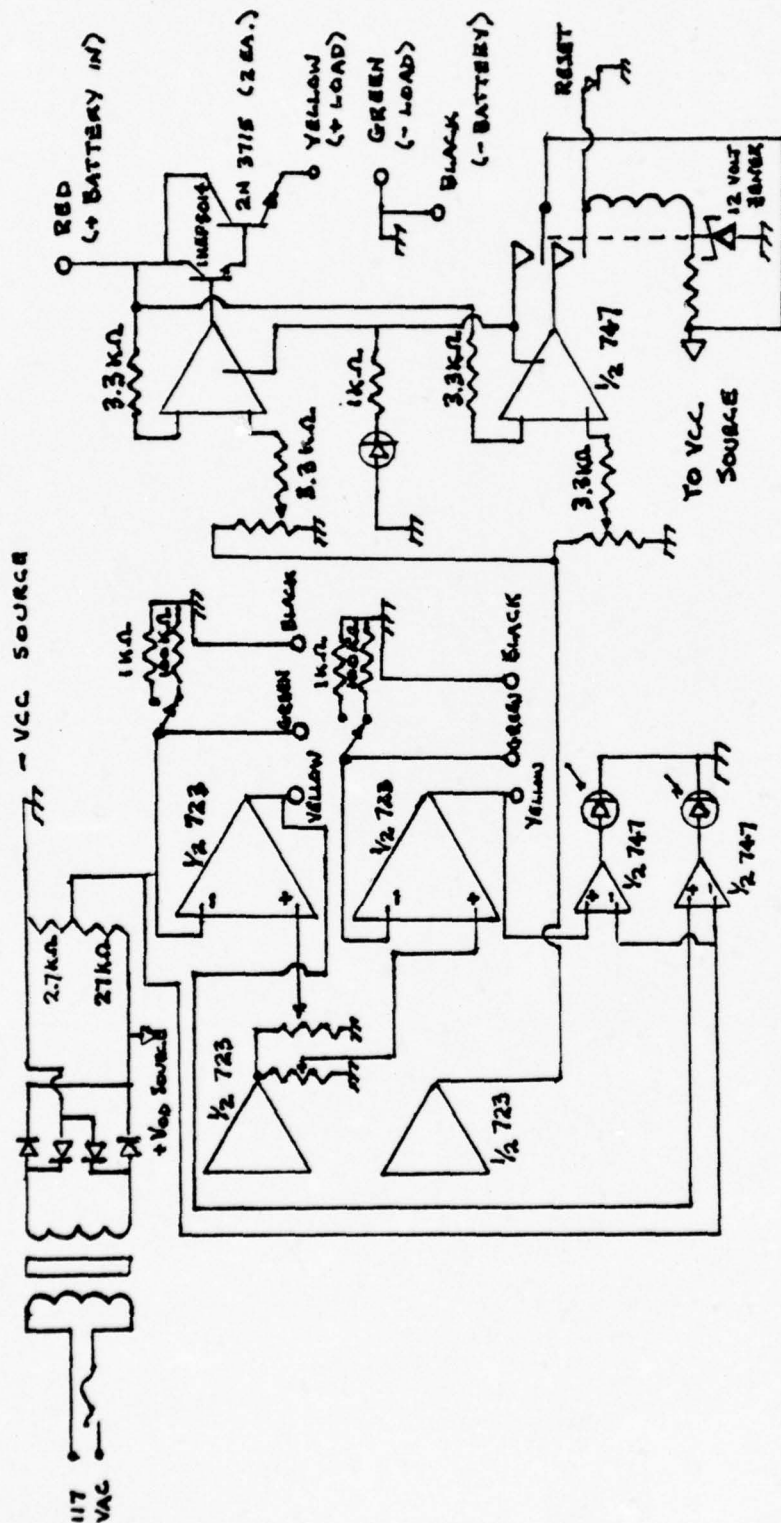 117
VAC
- VCC SOURCE
2.7KΩ
27KΩ
+ VDD SOURCE
1/2 723
1/2 723
1/2 723
-
+
YELLOW
GREEN
BLACK
1KΩ
100KΩ
1/2 723
-
+
YELLOW
GREEN
BLACK
1KΩ
100KΩ
+
-
1/2 747
+
-
1/2 747
RED
(+ BATTERY IN)
3.3KΩ
3.3KΩ
2N 3715 (2 EA.)
YELLOW
(+ LOAD)
GREEN
(- LOAD)
BLACK
(- BATTERY)
1KΩ
3.3KΩ
3.3KΩ
1/2 747
RESET
12 VOLT
ZENER
TO VCC
SOURCE